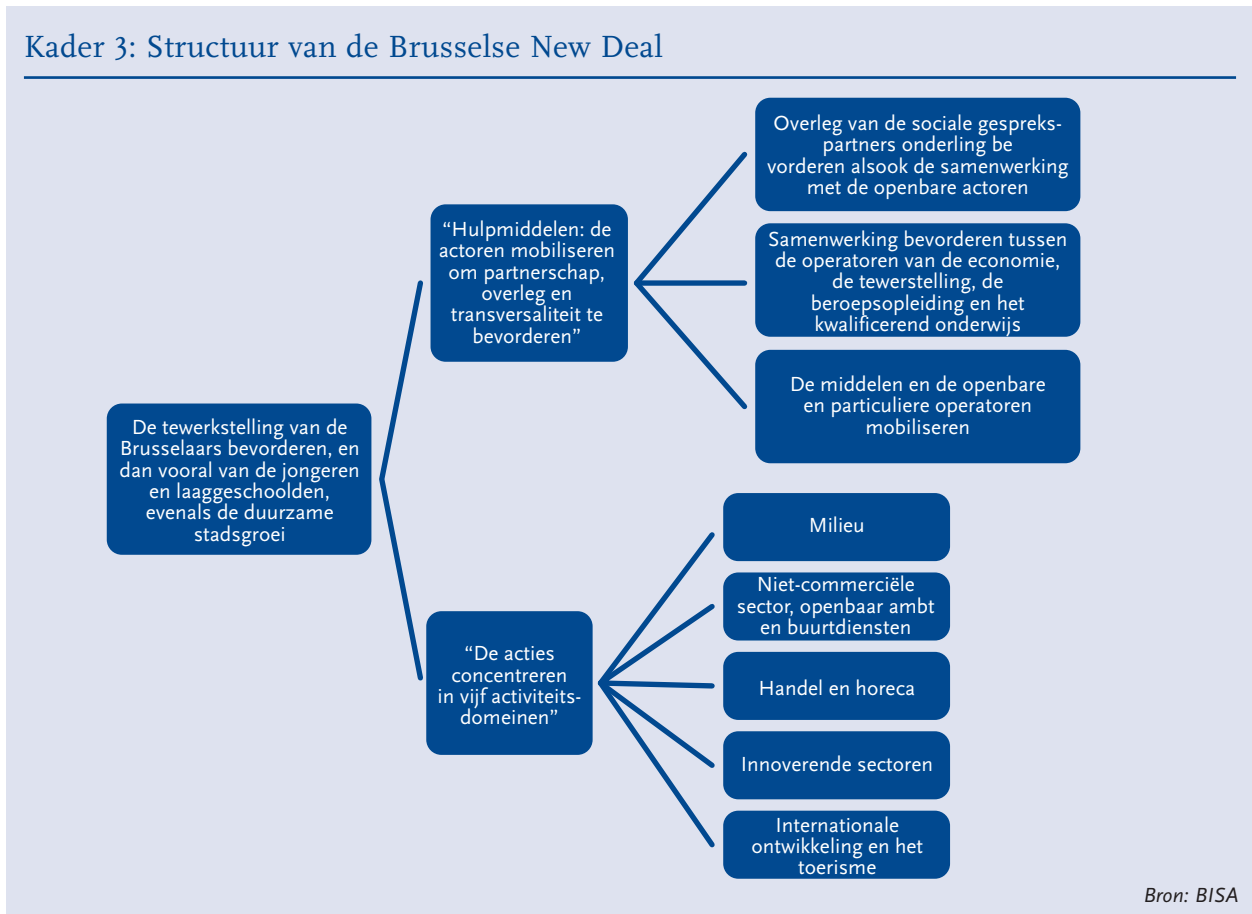 Kader 3: Structuur van de Brusselse New Deal
De tewerkstelling van de
Brusselaars bevorderen, en
dan vooral van de jongeren
en laaggeschoolden,
evenals de duurzame
stadsgroei
“Hulpmiddelen: de
actoren mobiliseren
om partnerschap,
overleg en
transversaliteit te
bevorderen”
Overleg van de sociale gespreks-
partners onderling be
vorderen alsook de samenwerking
met de openbare actoren
Samenwerking bevorderen tussen
de operatoren van de economie,
de tewerstelling, de
beroepsopleiding en het
kwalificerend onderwijs
De middelen en de openbare
en particuliere operatoren
mobiliseren
“De acties
concentreren
in vijf activiteits-
domeinen”
Milieu
Niet-commerciële
sector, openbaar ambt
en buurtdiensten
Handel en horeca
Innoverende sectoren
Internationale
ontwikkeling en het
toerisme
Bron: BISA